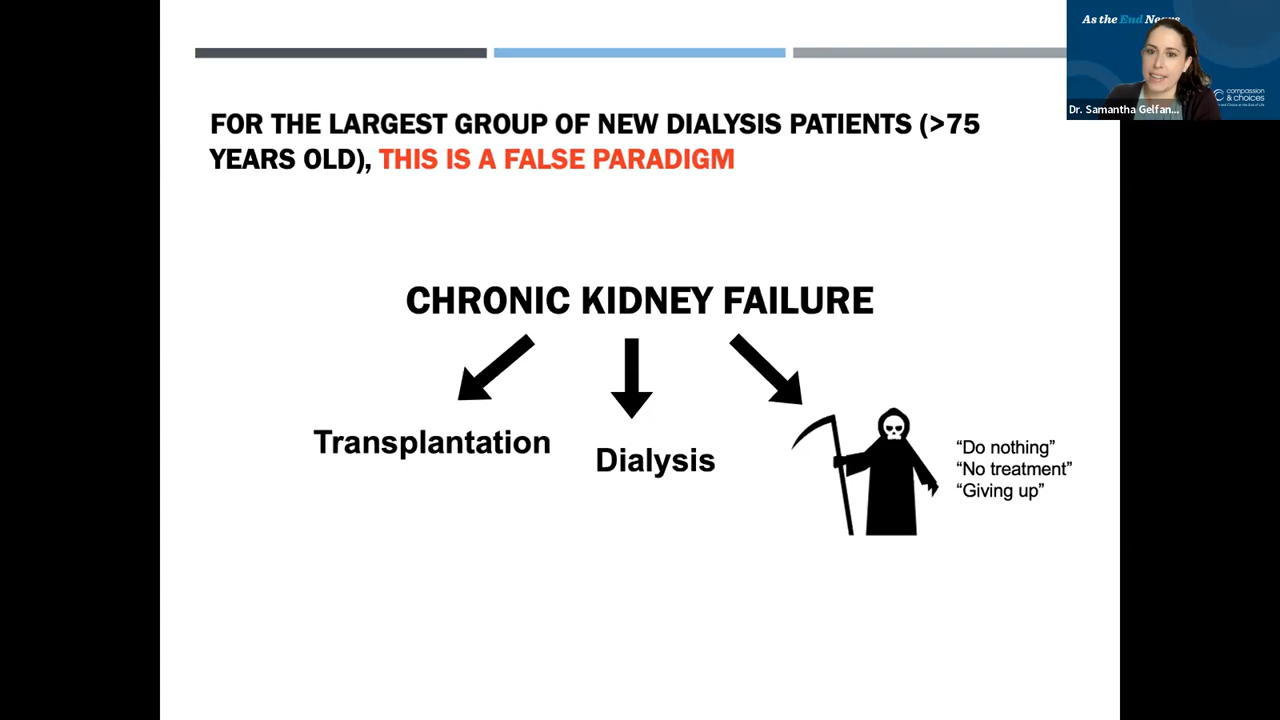 As the End Nears
compassion
& choices
Dr. Samantha Gelfan...
FOR THE LARGEST GROUP OF NEW DIALYSIS PATIENTS (>75
YEARS OLD), THIS IS A FALSE PARADIGM
CHRONIC KIDNEY FAILURE
Transplantation
Dialysis
“Do nothing”
“No treatment”
“Giving up”